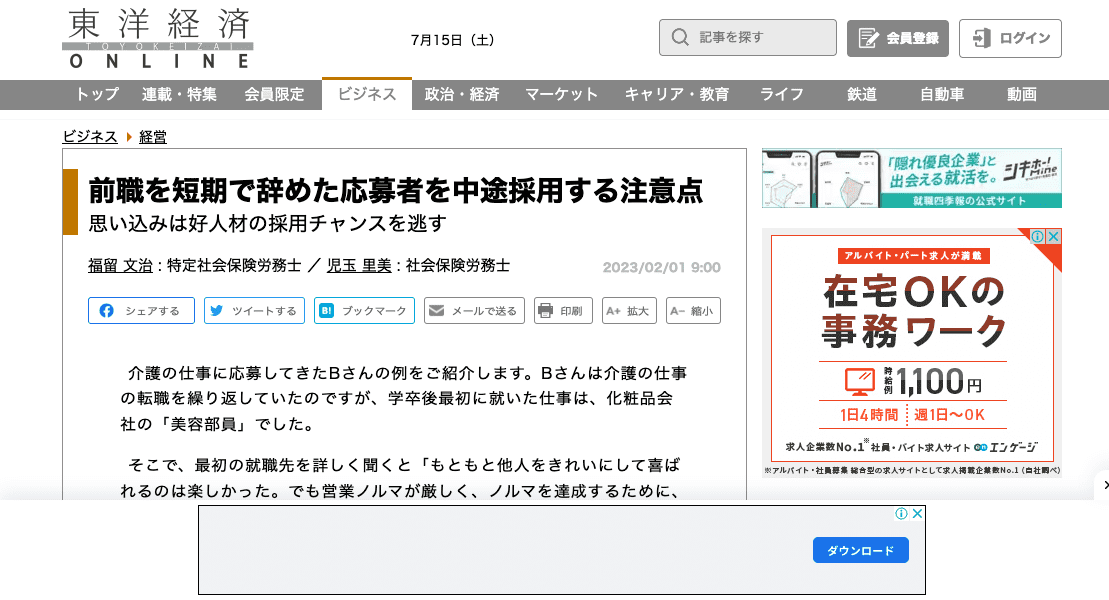 東洋経済
TOYOKEIZAI
ONLINE
7月15日（土）
記事を探す
会員登録
ログイン
トップ 連載・特集 会員限定 ビジネス 政治・経済 マーケット キャリア・教育 ライフ 鉄道 自動車 動画
ビジネス 経営
前職を短期で辞めた応募者を中途採用する注意点
思い込みは好人材の採用チャンスを逃す
福留 文治 : 特定社会保険労務士 ／ 児玉 里美 : 社会保険労務士
2023/02/01 9:00
シェアする ツイートする B! ブックマーク メールで送る 印刷 A+ 拡大 A− 縮小
介護の仕事に応募してきたBさんの例をご紹介します。Bさんは介護の仕事
の転職を繰り返していたのですが、学卒後最初に就いた仕事は、化粧品会
社の「美容部員」でした。
そこで、最初の就職先を詳しく聞くと「もともと他人をきれいにして喜ば
れるのは楽しかった。でも営業ノルマが厳しく、ノルマを達成するために、
「隠れ優良企業」と
出会える就活を。
シキホー!
Mine
就職四季報の公式サイト
アルバイト・パート求人が満載
在宅OKの
事務ワーク
時給例 1,100円
1日4時間 週1日〜OK
求人企業数No.1※ 社員・バイト求人サイト エンゲージ
※アルバイト・社員募集 総合型の求人サイトとして求人掲載企業数No.1 (自社調べ)
ダウンロード